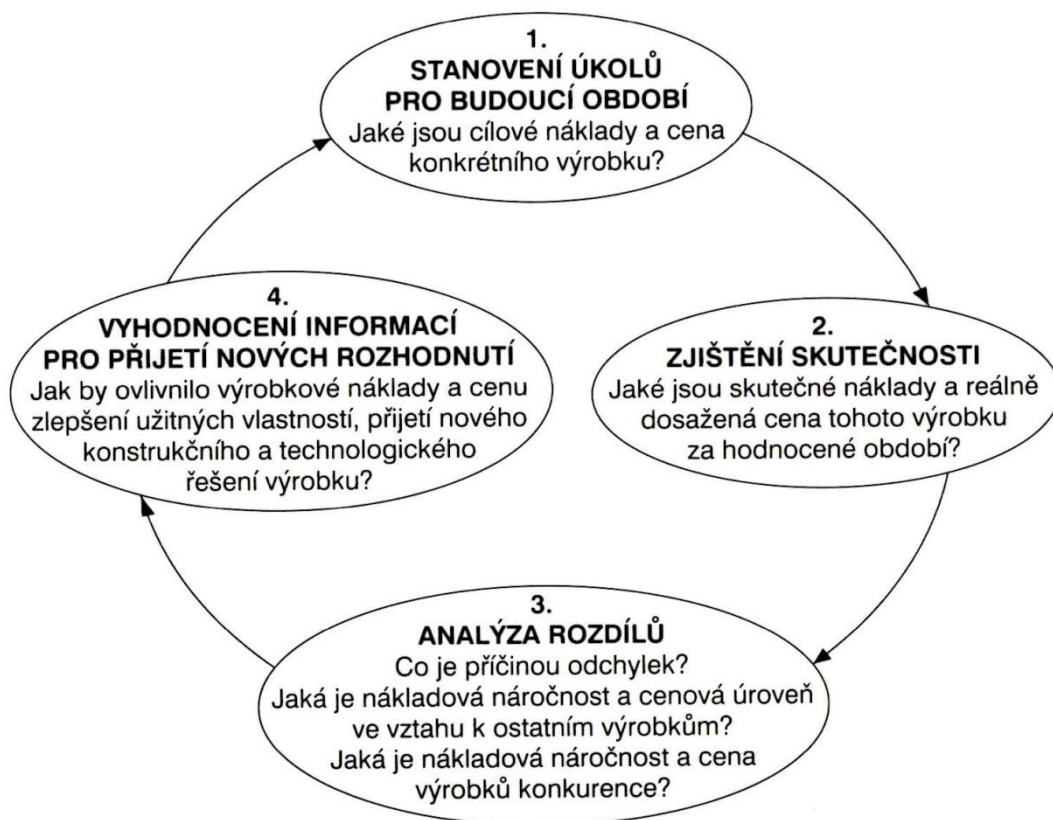 1.
STANOVENÍ ÚKOLŮ
PRO BUDOUCÍ OBDOBÍ
Jaké jsou cílové náklady a cena
konkrétního výrobku?
2.
ZJIŠTĚNÍ SKUTEČNOSTI
Jaké jsou skutečné náklady a reálně
dosažená cena tohoto výrobku
za hodnocené období?
3.
ANALÝZA ROZDÍLŮ
Co je příčinou odchylek?
Jaká je nákladová náročnost a cenová úroveň
ve vztahu k ostatním výrobkům?
Jaká je nákladová náročnost a cena
výrobků konkurence?
4.
VYHODNOCENÍ INFORMACÍ
PRO PŘIJETÍ NOVÝCH ROZHODNUTÍ
Jak by ovlivnilo výrobkové náklady a cenu
zlepšení užitných vlastností, přijetí nového
konstrukčního a technologického
řešení výrobku?